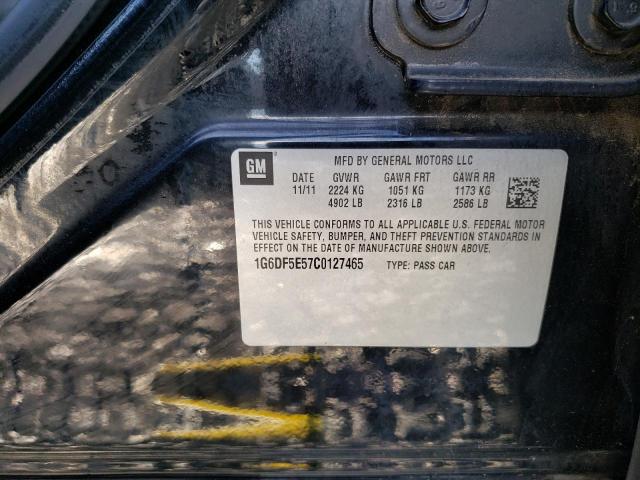 GM
MFD BY GENERAL MOTORS LLC
DATE GVWR GAWR FRT GAWR RR
11/11 2224 KG 1051 KG 1173 KG
4902 LB 2316 LB 2586 LB
THIS VEHICLE CONFORMS TO ALL APPLICABLE U.S. FEDERAL MOTOR
VEHICLE SAFETY, BUMPER, AND THEFT PREVENTION STANDARDS IN
EFFECT ON THE DATE OF MANUFACTURE SHOWN ABOVE.
1G6DF5E57C0127465 TYPE: PASS CAR